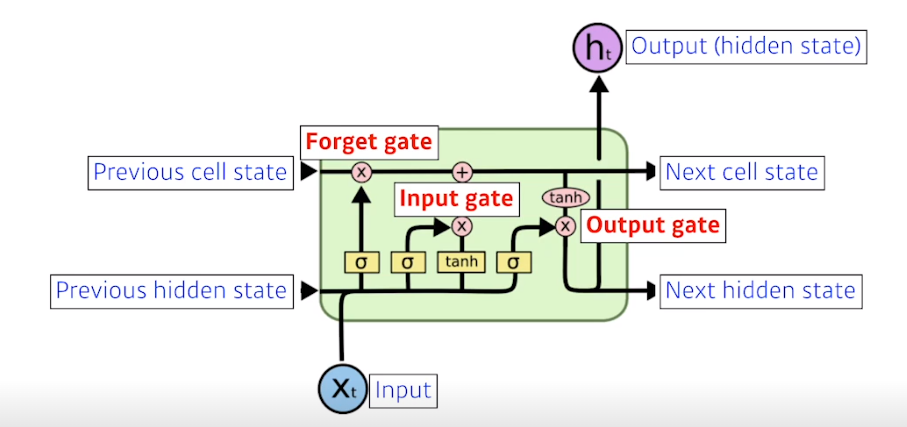 ht
Output (hidden state)
Forget gate
Previous cell state
x
+
Next cell state
Input gate
tanh
x
x
Output gate
σ
σ
tanh
σ
Previous hidden state
Next hidden state
Xt
Input